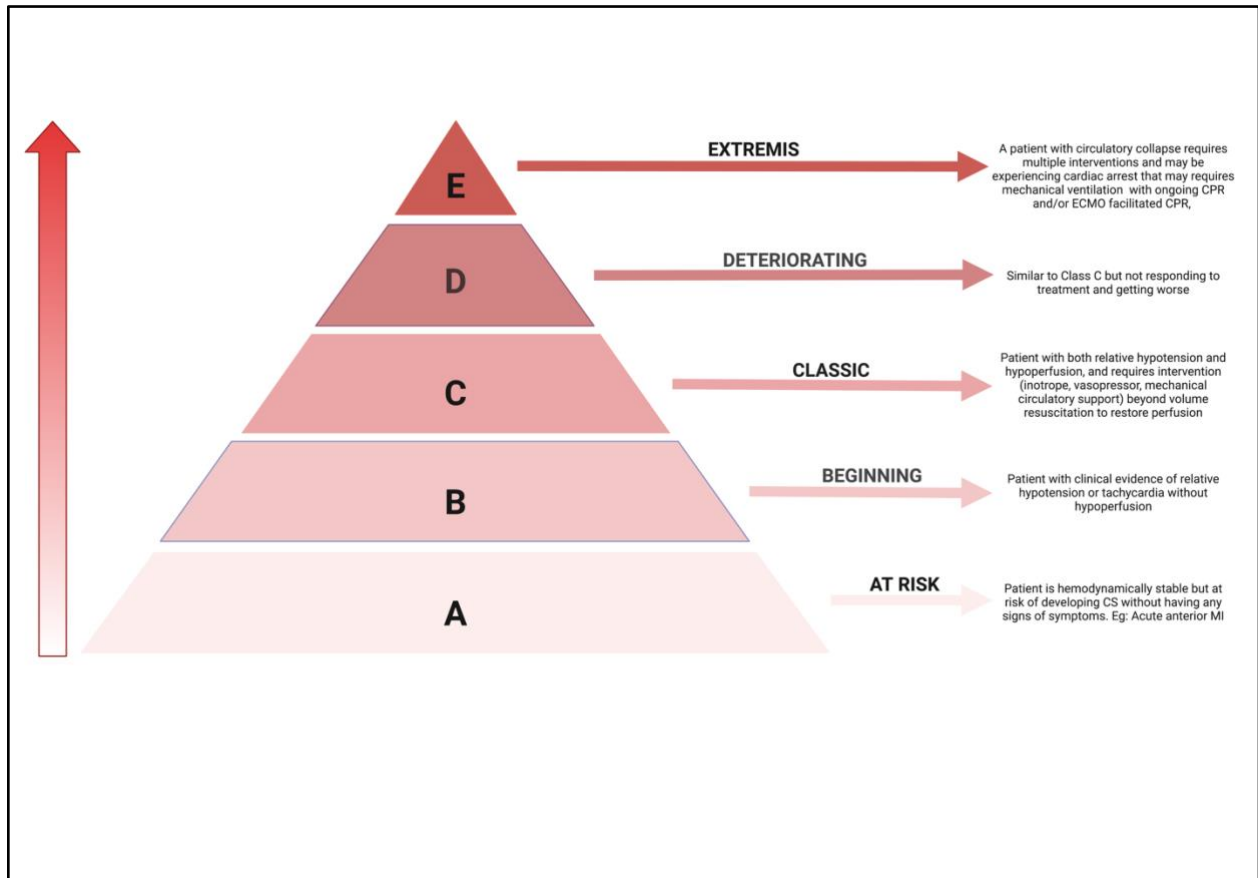 E
EXTREMIS
A patient with circulatory collapse requires
multiple interventions and may be
experiencing cardiac arrest that may requires
mechanical ventilation with ongoing CPR
and/or ECMO facilitated CPR,
D
DETERIORATING
Similar to Class C but not responding to
treatment and getting worse
C
CLASSIC
Patient with both relative hypotension and
hypoperfusion, and requires intervention
(inotrope, vasopressor, mechanical
circulatory support) beyond volume
resuscitation to restore perfusion
B
BEGINNING
Patient with clinical evidence of relative
hypotension or tachycardia without
hypoperfusion
A
AT RISK
Patient is hemodynamically stable but at
risk of developing CS without having any
signs of symptoms. Eg: Acute anterior MI